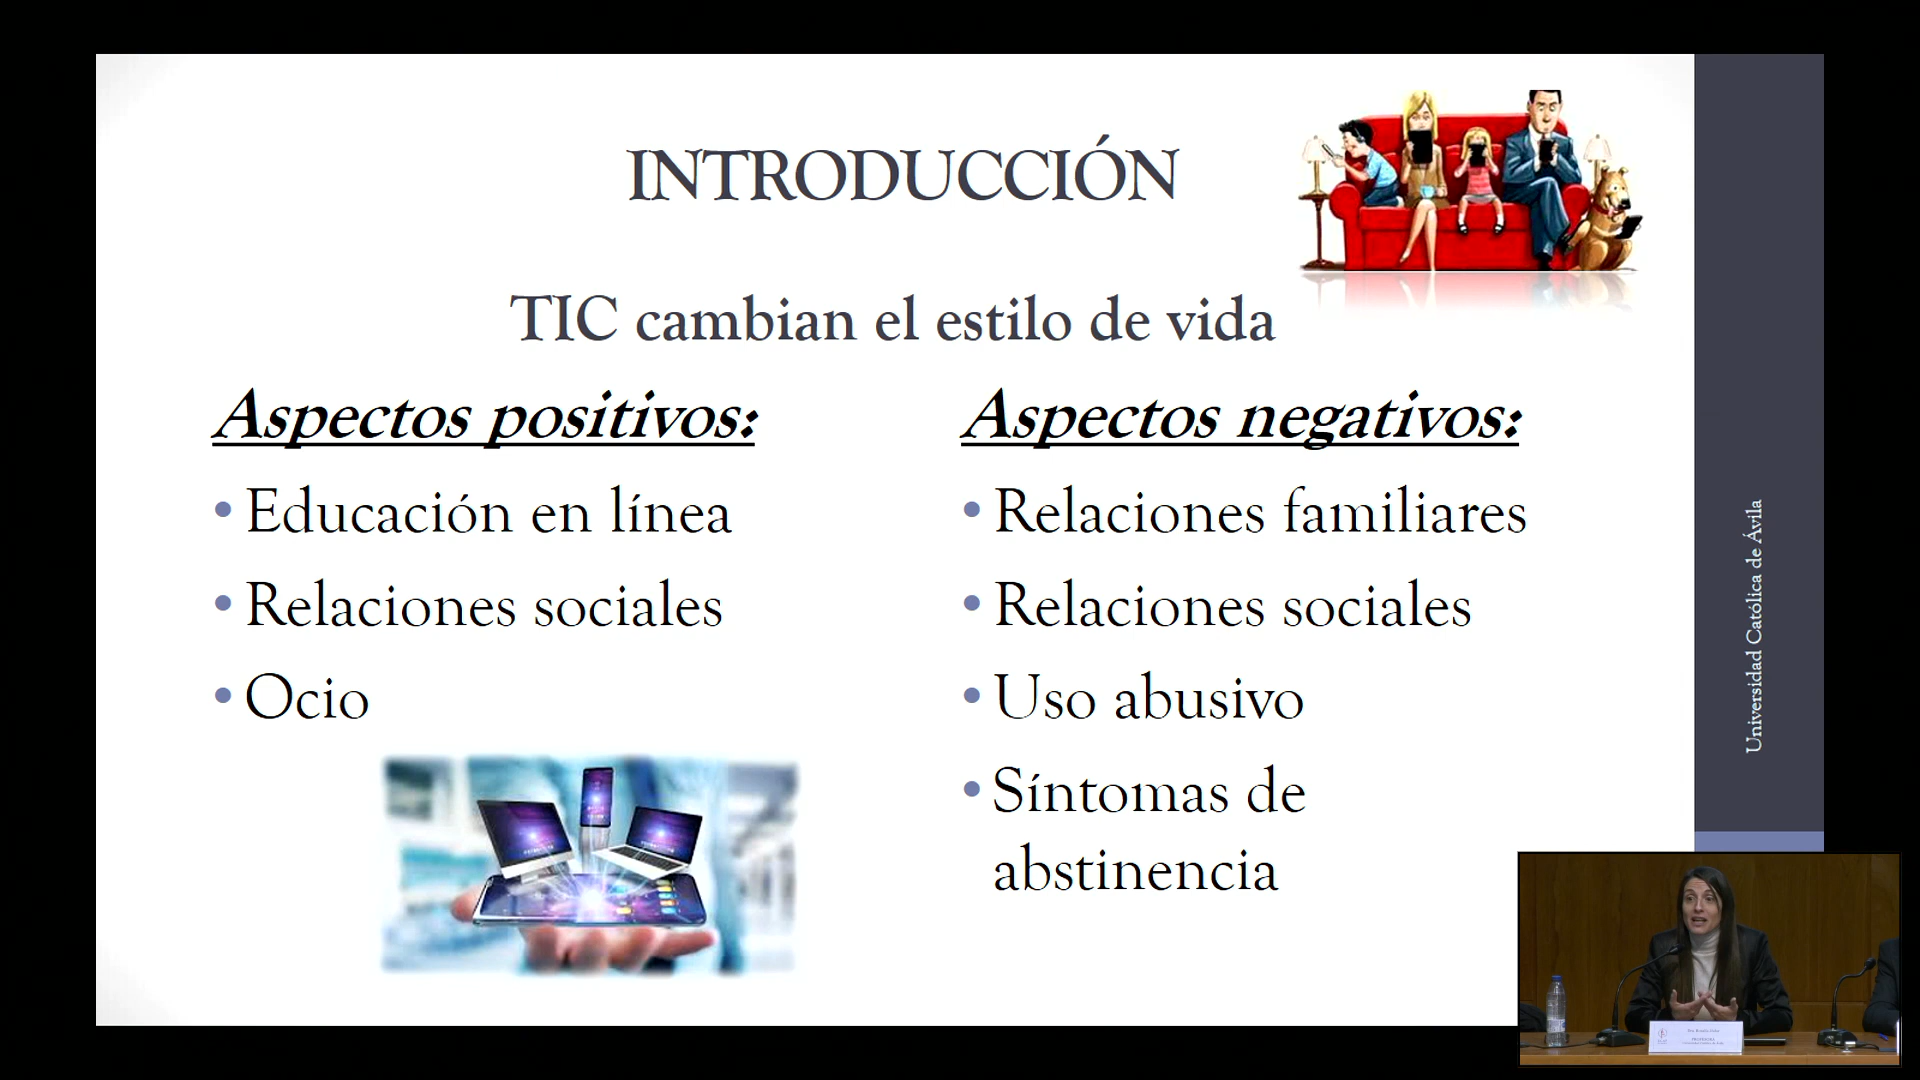 INTRODUCCIÓN
TIC cambian el estilo de vida
Aspectos positivos:
• Educación en línea
• Relaciones sociales
• Ocio
Aspectos negativos:
• Relaciones familiares
• Relaciones sociales
• Uso abusivo
• Síntomas de
abstinencia
Universidad Católica de Ávila